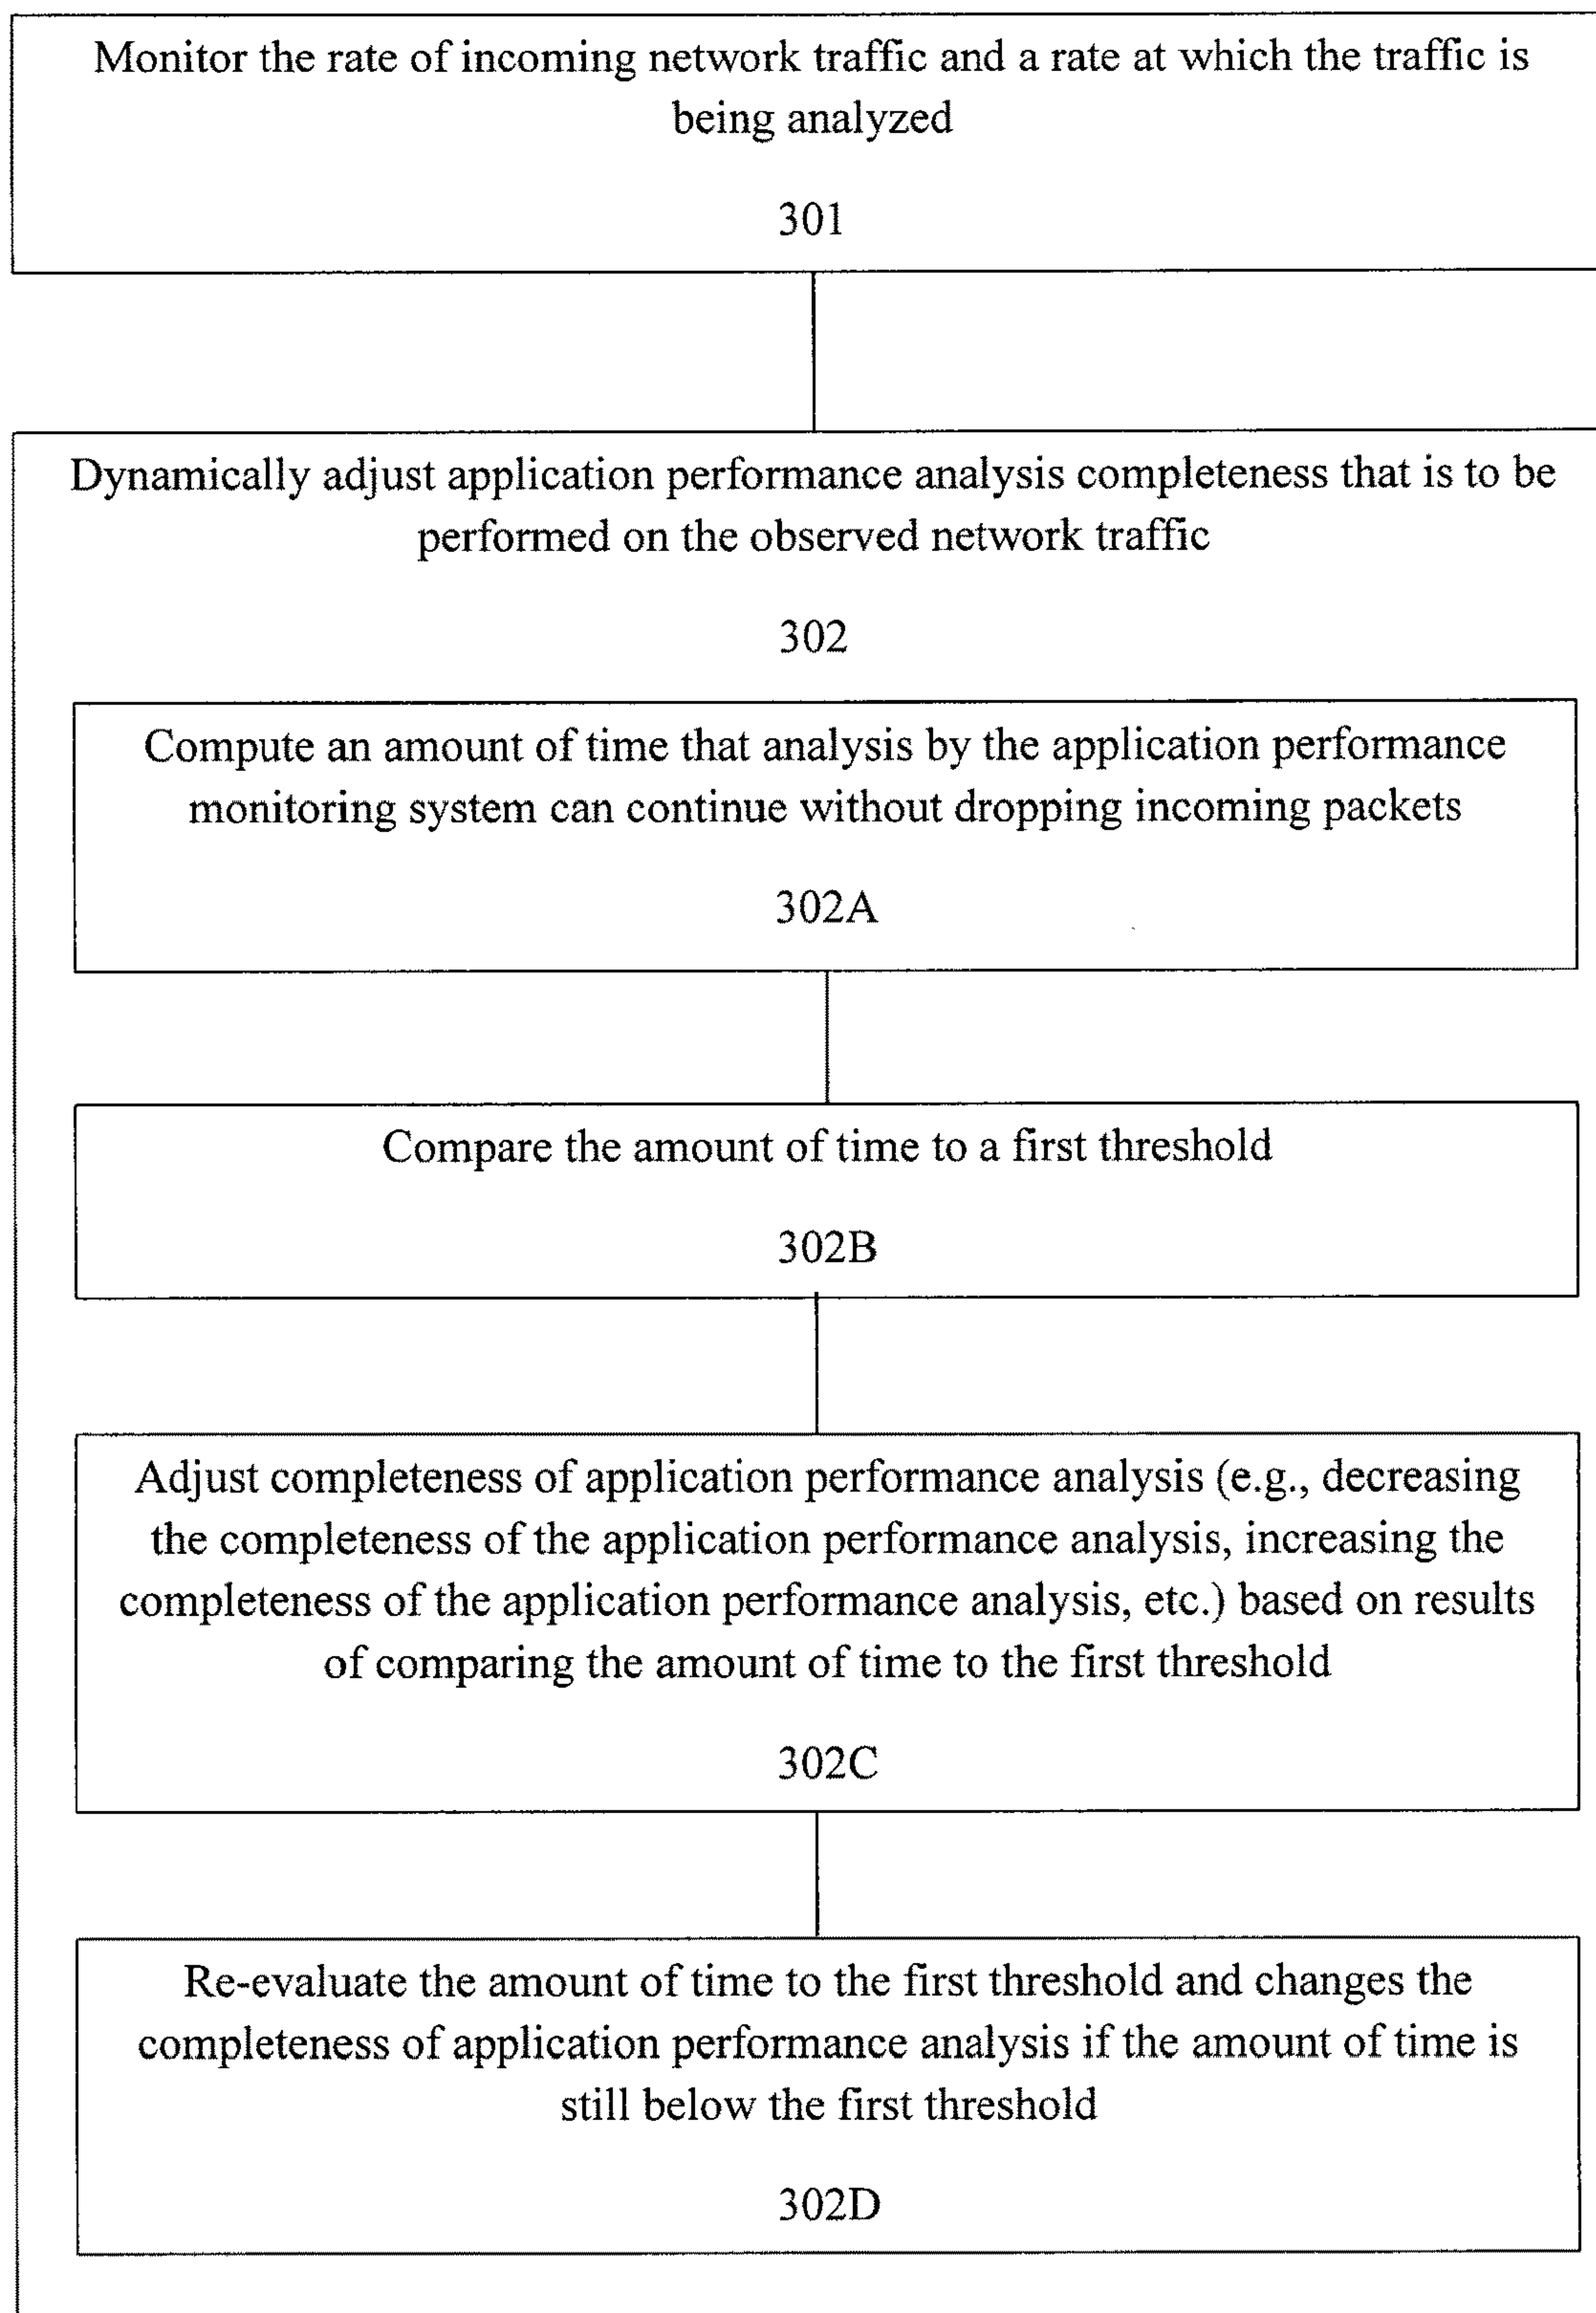 Monitor the rate of incoming network traffic and a rate at which the traffic is
being analyzed
301
Dynamically adjust application performance analysis completeness that is to be
performed on the observed network traffic
302
Compute an amount of time that analysis by the application performance
monitoring system can continue without dropping incoming packets
302A
Compare the amount of time to a first threshold
302B
Adjust completeness of application performance analysis (e.g., decreasing
the completeness of the application performance analysis, increasing the
completeness of the application performance analysis, etc.) based on results
of comparing the amount of time to the first threshold
302C
Re-evaluate the amount of time to the first threshold and changes the
completeness of application performance analysis if the amount of time is
still below the first threshold
302D